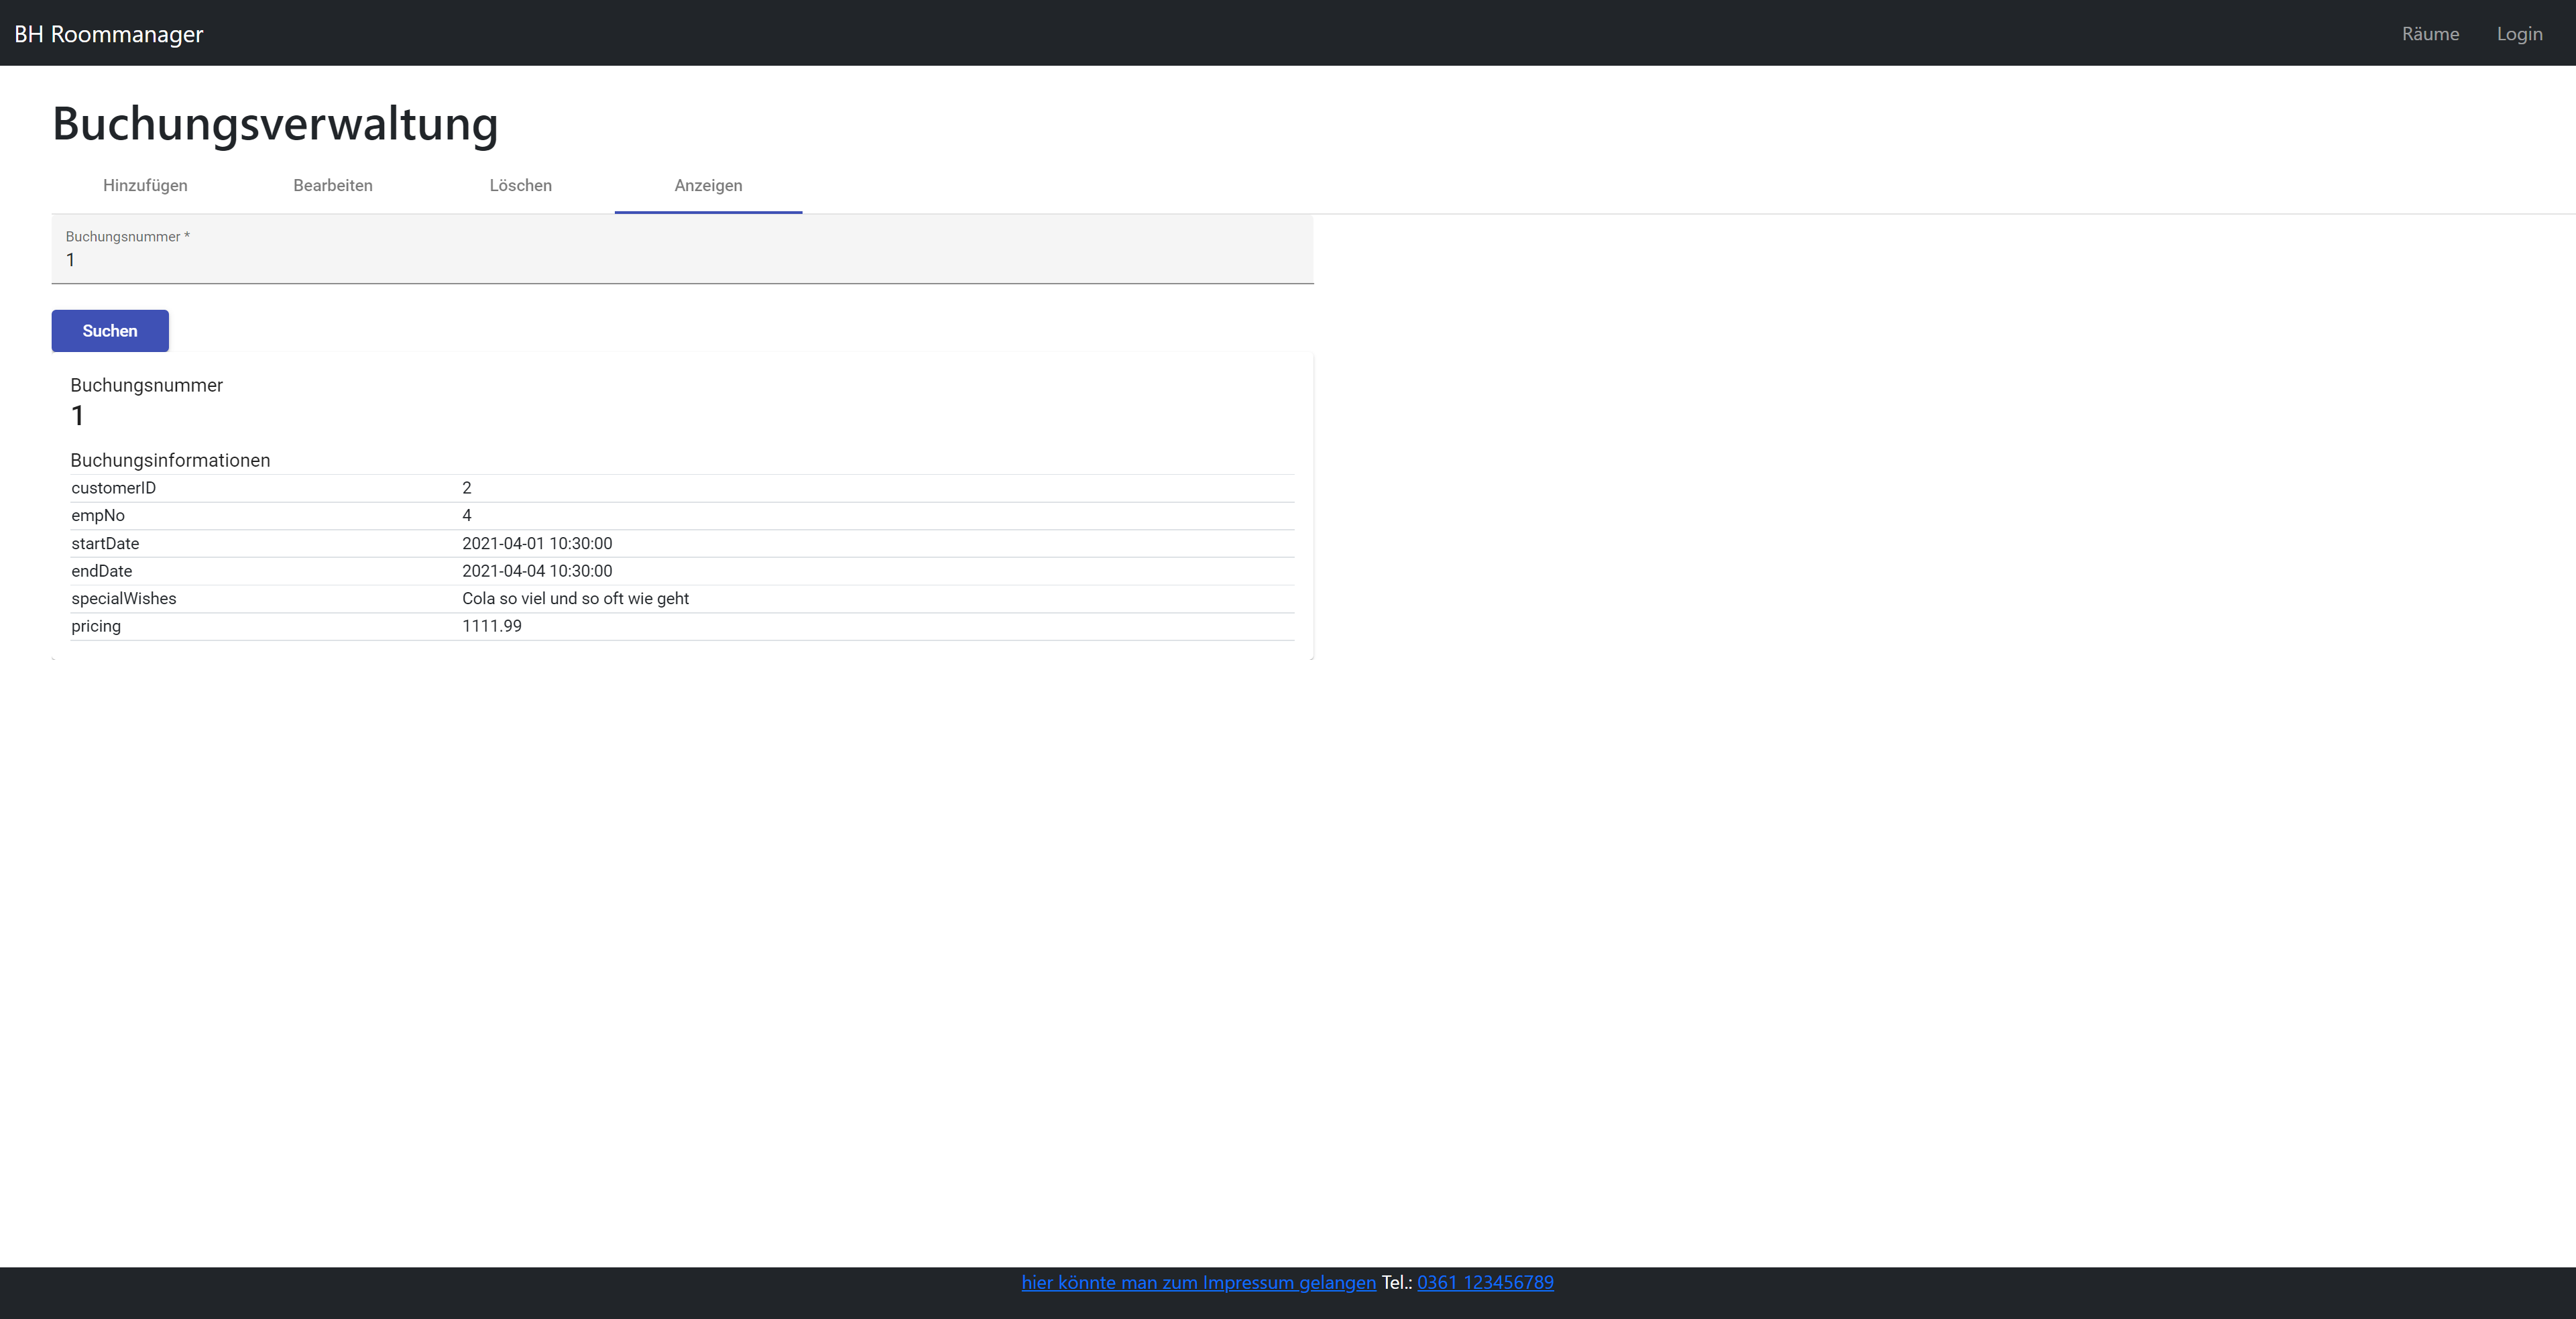 BH Roommanager Räume Login
Buchungsverwaltung
Hinzufügen Bearbeiten Löschen Anzeigen
Buchungsnummer *
1
Suchen
Buchungsnummer
1
Buchungsinformationen
customerID 2
empNo 4
startDate 2021-04-01 10:30:00
endDate 2021-04-04 10:30:00
specialWishes Cola so viel und so oft wie geht
pricing 1111.99
hier könnte man zum Impressum gelangen Tel.: 0361 123456789